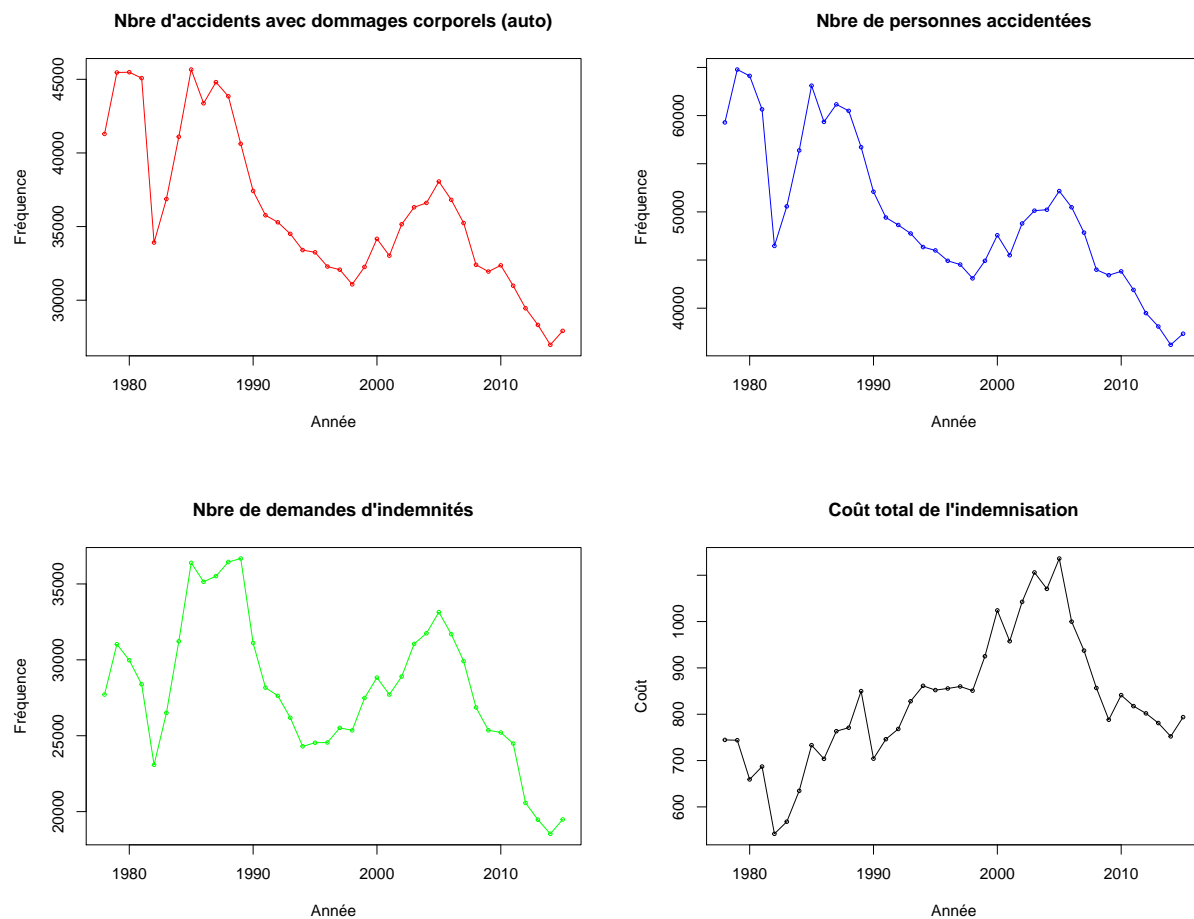 Nbre d'accidents avec dommages corporels (auto)
Fréquence
45000
40000
35000
30000
1980 1990 2000 2010
Année
Nbre de personnes accidentées
Fréquence
60000
50000
40000
1980 1990 2000 2010
Année
Nbre de demandes d'indemnités
Fréquence
35000
30000
25000
20000
1980 1990 2000 2010
Année
Coût total de l'indemnisation
Coût
1000
900
800
700
600
1980 1990 2000 2010
Année